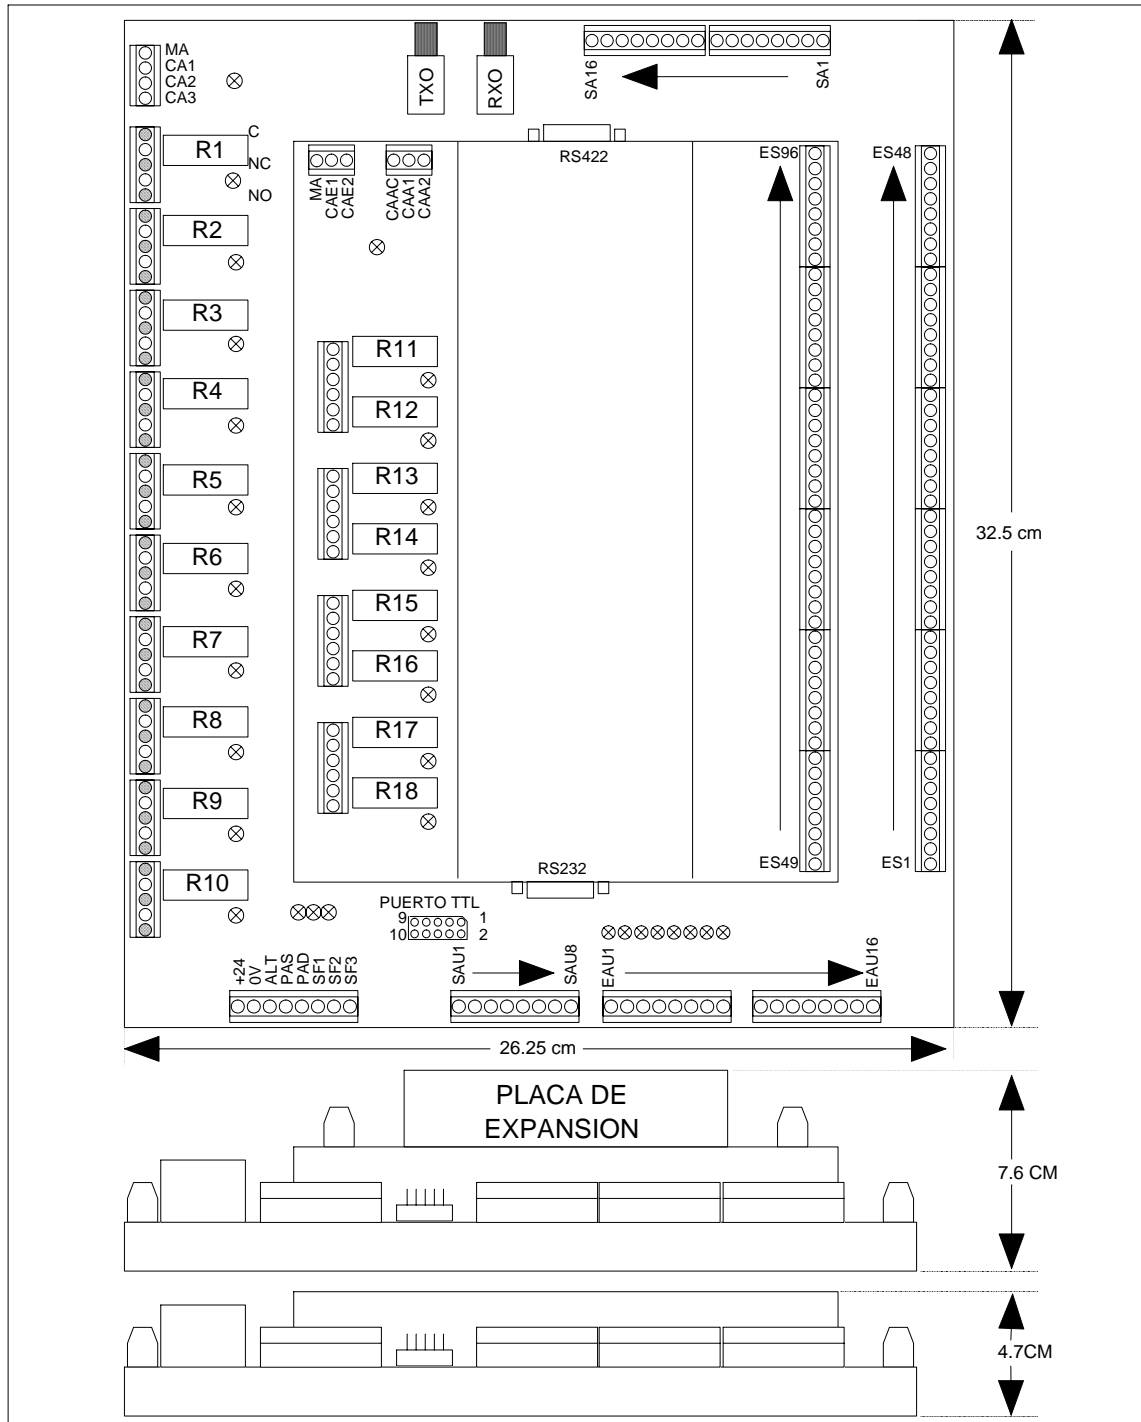 MA
CA1
CA2
CA3
TXO
RXO
SA16
SA1
R1
C
NC
NO
RS422
MA
CAE1
CAE2
CAAC
CAA1
CAA2
ES96
ES48
R2
R3
R4
R5
R6
R7
R8
R9
R10
R11
R12
R13
R14
R15
R16
R17
R18
32.5 cm
ES49
ES1
RS232
PUERTO TTL
9 1
10 2
+24
0V
ALT
PAS
PAD
SF1
SF2
SF3
SAU1
SAU8
EAU1
EAU16
26.25 cm
PLACA DE
EXPANSION
7.6 CM
4.7CM